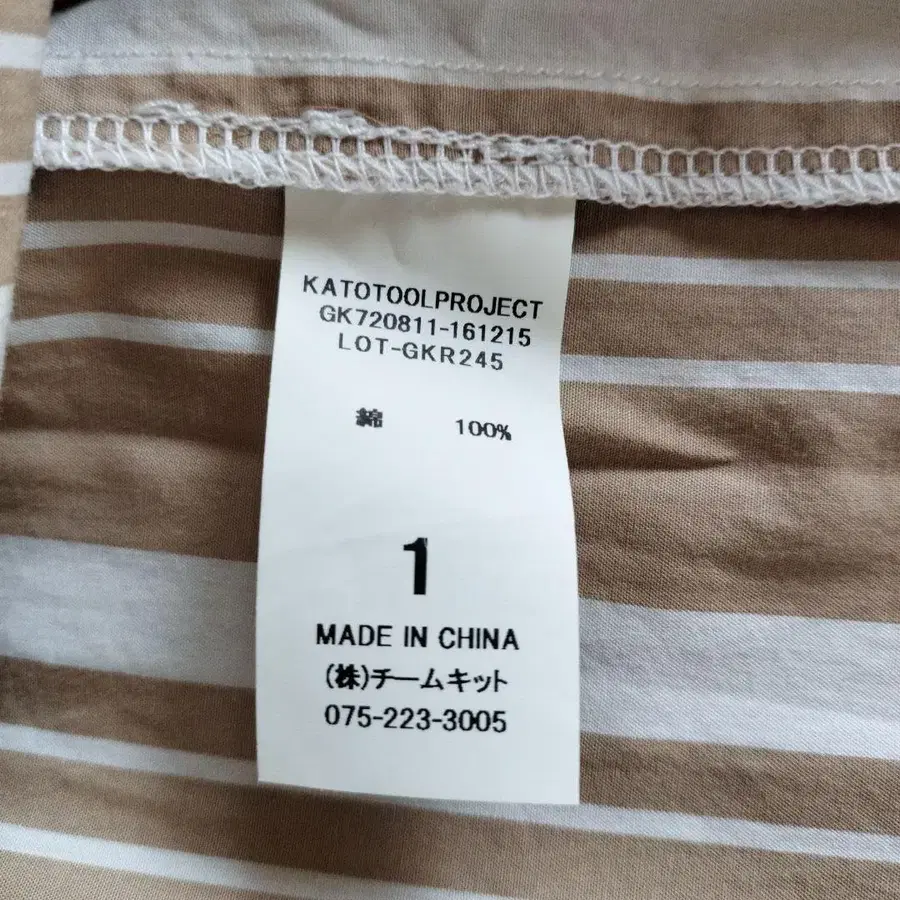 KATOTOOLPROJECT
GK720811-161215
LOT-GKR245
綿 100%
1
MADE IN CHINA
(株)チームキット
075-223-3005